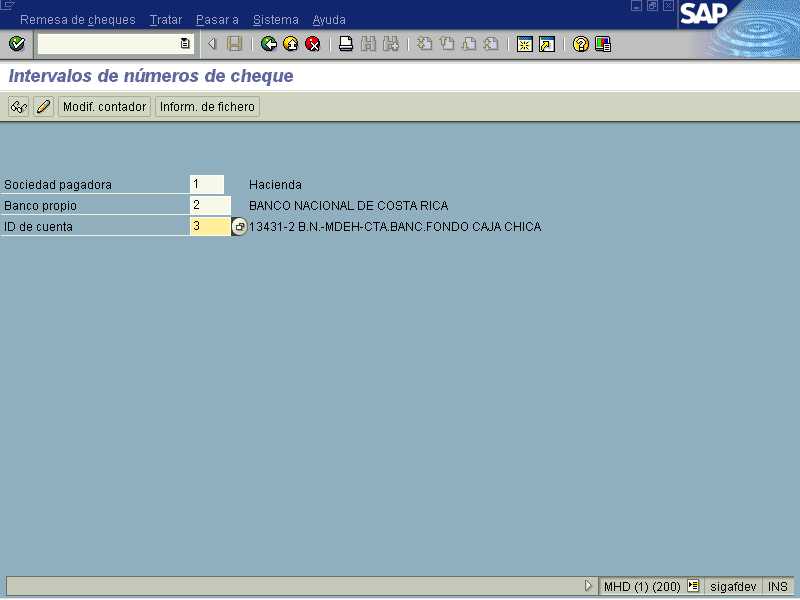 Remesa de cheques Tratar Pasar a Sistema Ayuda
SAP
Intervalos de números de cheque
Modif. contador Inform. de fichero
Sociedad pagadora 1 Hacienda
Banco propio 2 BANCO NACIONAL DE COSTA RICA
ID de cuenta 3 13431-2 B.N.-MDEH-CTA.BANC.FONDO CAJA CHICA
MHD (1) (200) sigafdev INS